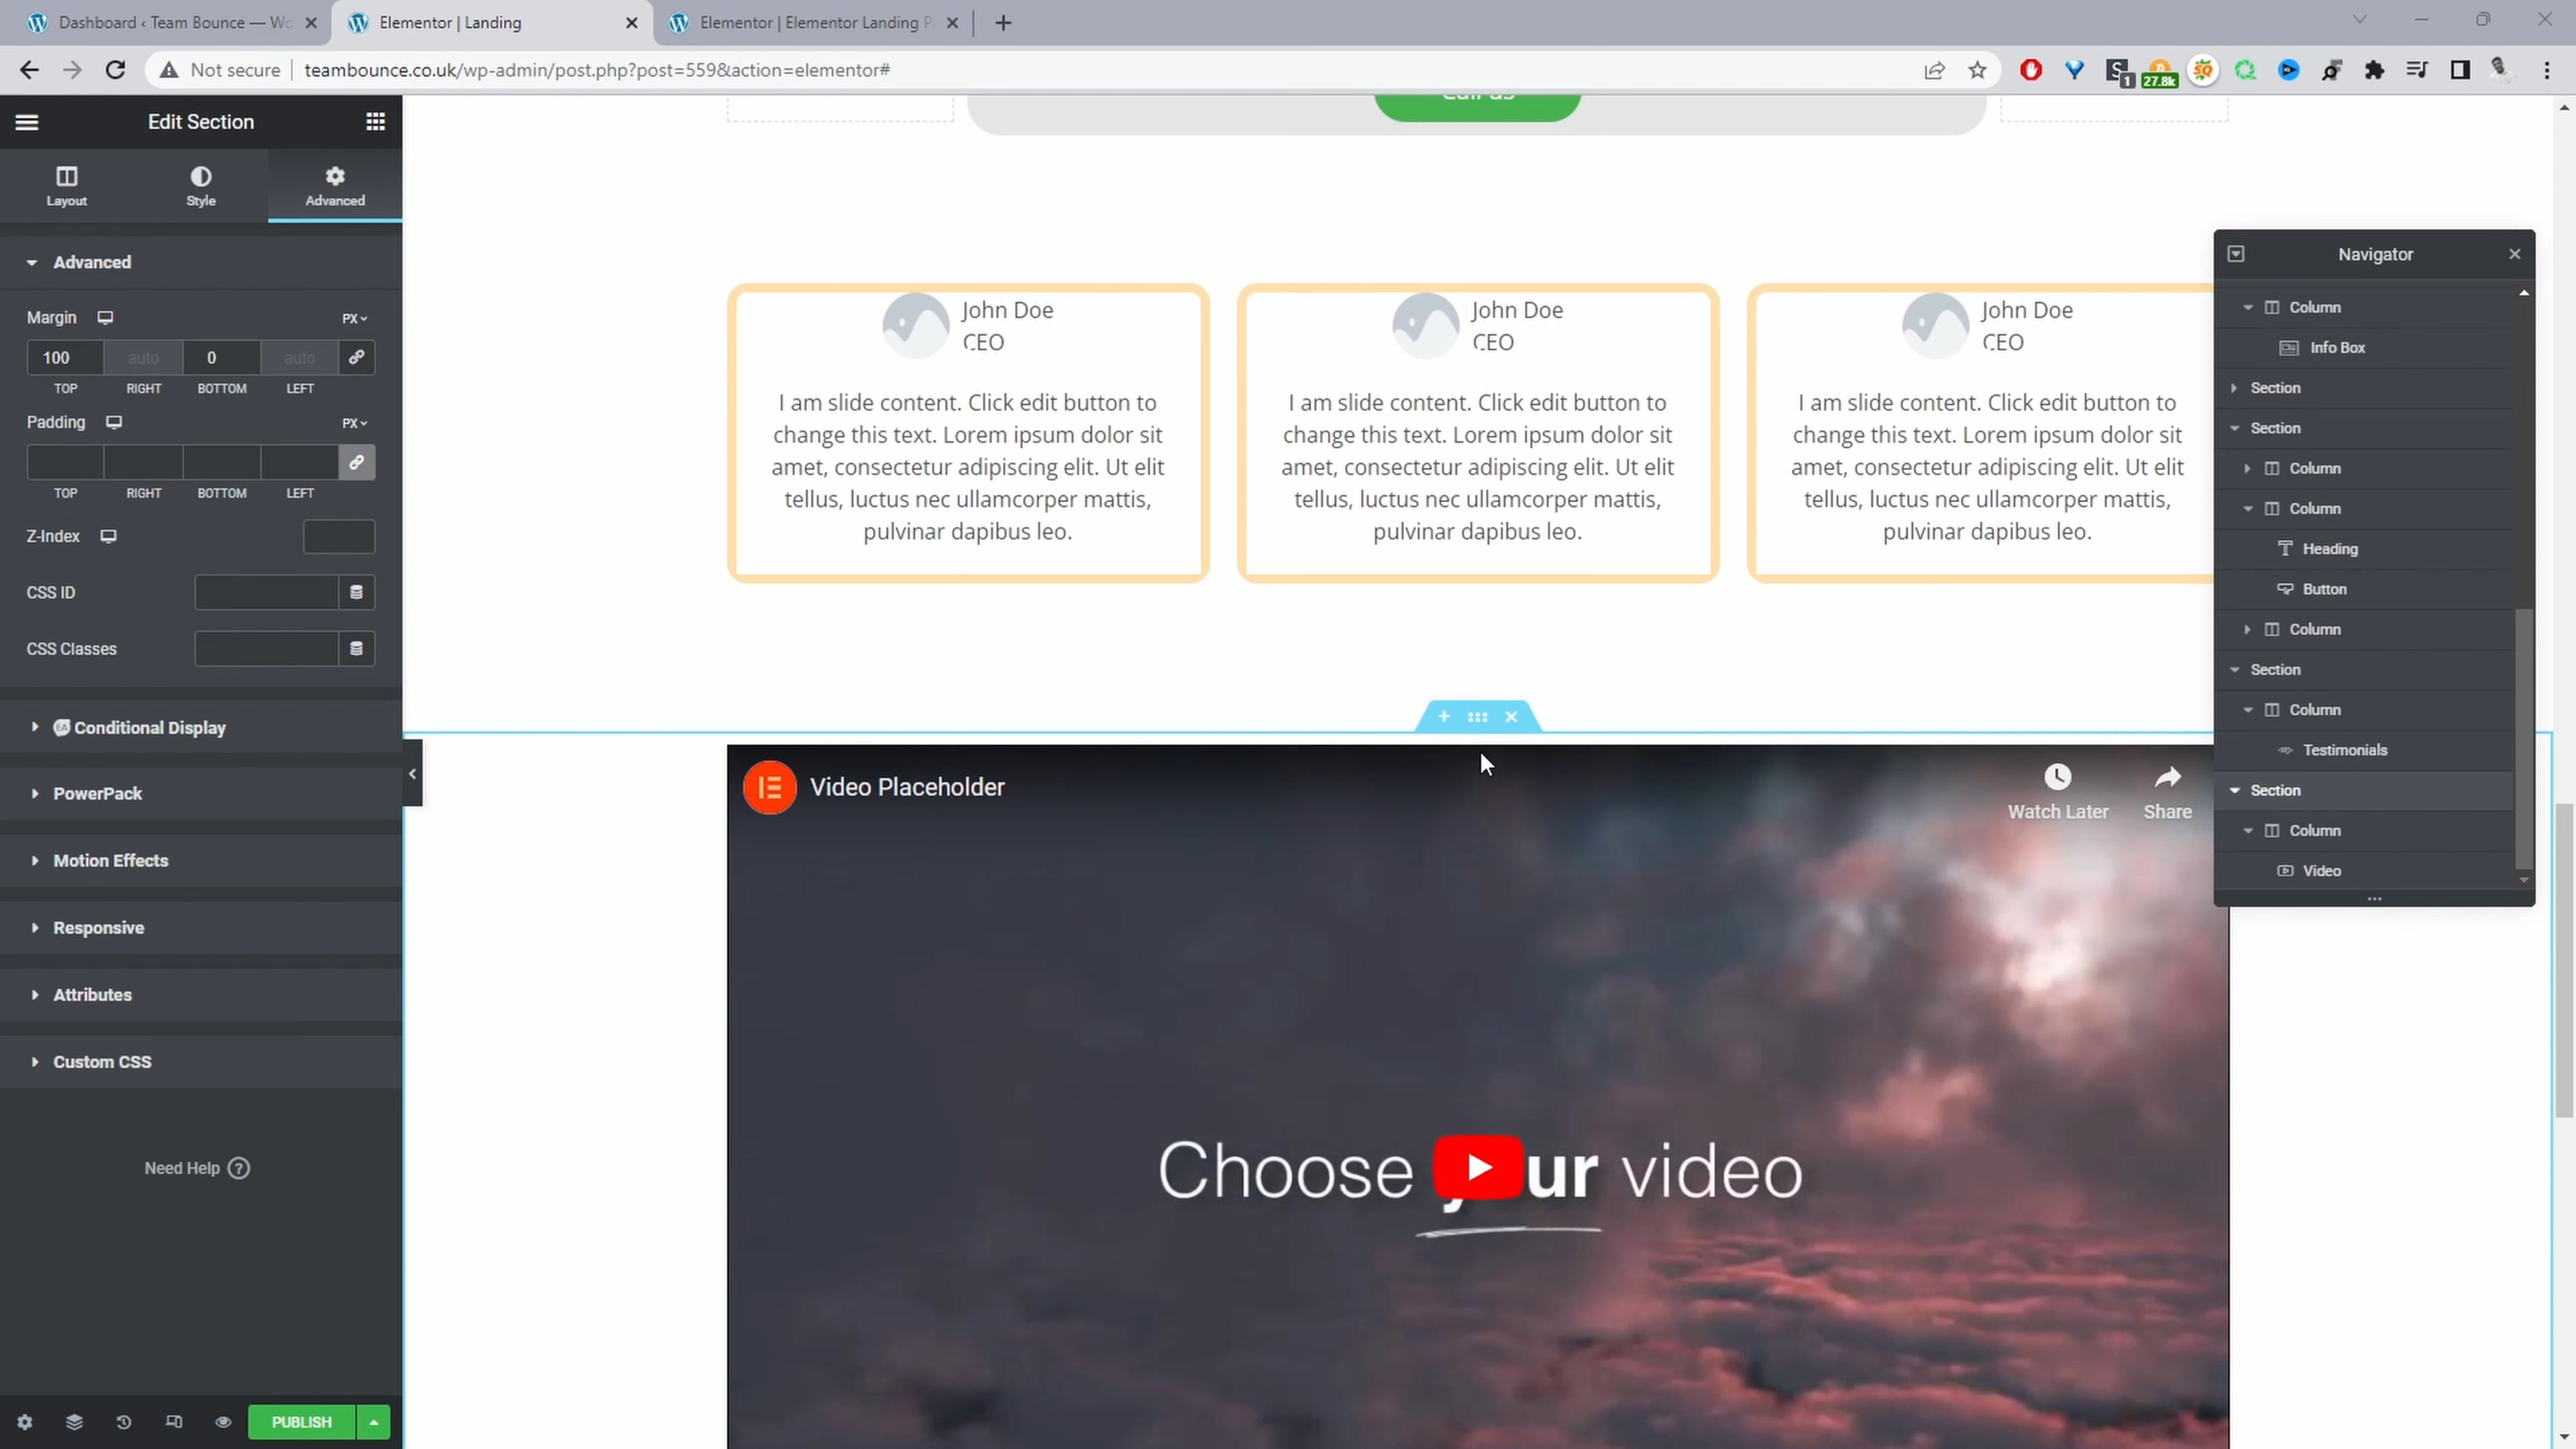 Dashboard ‹ Team Bounce — Wo
Elementor | Landing
Elementor | Elementor Landing P
Not secure
teambounce.co.uk/wp-admin/post.php?post=559&action=elementor#
1
27.8k
Edit Section
Layout
Style
Advanced
Advanced
Margin
PX
100
auto
0
auto
TOP
RIGHT
BOTTOM
LEFT
Padding
PX
TOP
RIGHT
BOTTOM
LEFT
Z-Index
CSS ID
CSS Classes
EA
Conditional Display
PowerPack
Motion Effects
Responsive
Attributes
Custom CSS
Need Help ?
PUBLISH
Call us
John Doe
CEO
I am slide content. Click edit button to
change this text. Lorem ipsum dolor sit
amet, consectetur adipiscing elit. Ut elit
tellus, luctus nec ullamcorper mattis,
pulvinar dapibus leo.
John Doe
CEO
I am slide content. Click edit button to
change this text. Lorem ipsum dolor sit
amet, consectetur adipiscing elit. Ut elit
tellus, luctus nec ullamcorper mattis,
pulvinar dapibus leo.
John Doe
CEO
I am slide content. Click edit button to
change this text. Lorem ipsum dolor sit
amet, consectetur adipiscing elit. Ut elit
tellus, luctus nec ullamcorper mattis,
pulvinar dapibus leo.
Video Placeholder
Watch Later
Share
Choose your video
Navigator
Column
Info Box
Section
Section
Column
Column
Heading
Button
Column
Section
Column
Testimonials
Section
Column
Video